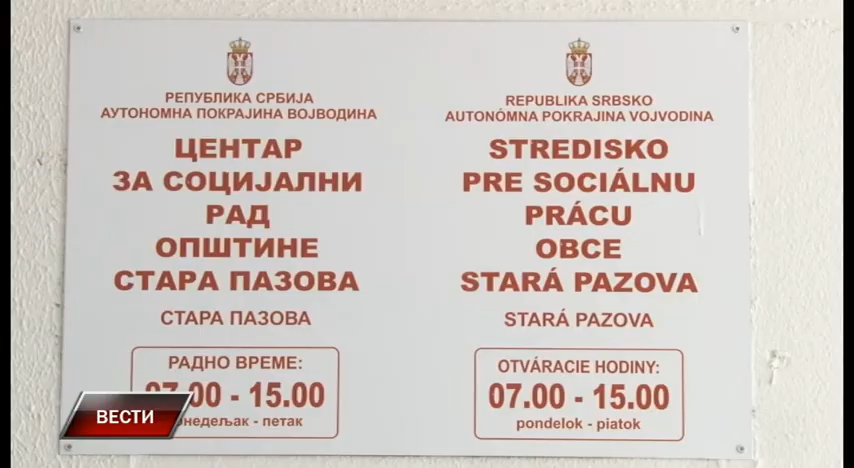 РЕПУБЛИКА СРБИЈА
АУТОНОМНА ПОКРАЈИНА ВОЈВОДИНА
ЦЕНТАР
ЗА СОЦИЈАЛНИ
РАД
ОПШТИНЕ
СТАРА ПАЗОВА
СТАРА ПАЗОВА
РАДНО ВРЕМЕ:
07.00 - 15.00
понедељак - петак
REPUBLIKA SRBSKO
AUTONÓMNA POKRAJINA VOJVODINA
STREDISKO
PRE SOCIÁLNU
PRÁCU
OBCE
STARÁ PAZOVA
STARÁ PAZOVA
OTVÁRACIE HODINY:
07.00 - 15.00
pondelok - piatok
ВЕСТИ